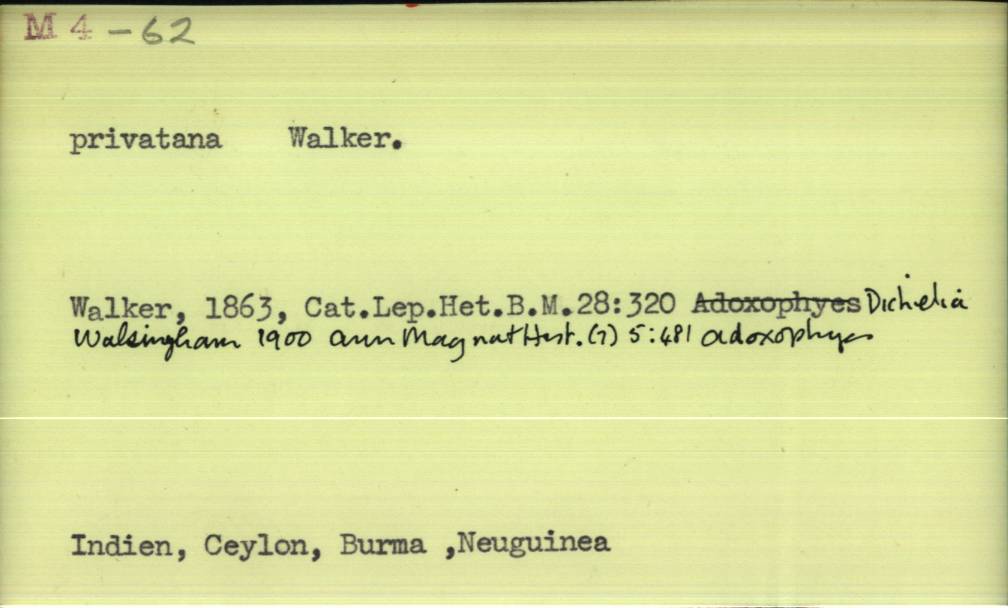 M 4 - 62
privatana Walker.
Walker, 1863, Cat.Lep.Het.B.M.28:320 Adoxophyes Dichelia
Walsingham 1900 Ann Mag nat Hist. (7) 5:481 adoxophyes
Indien, Ceylon, Burma ,Neuguinea